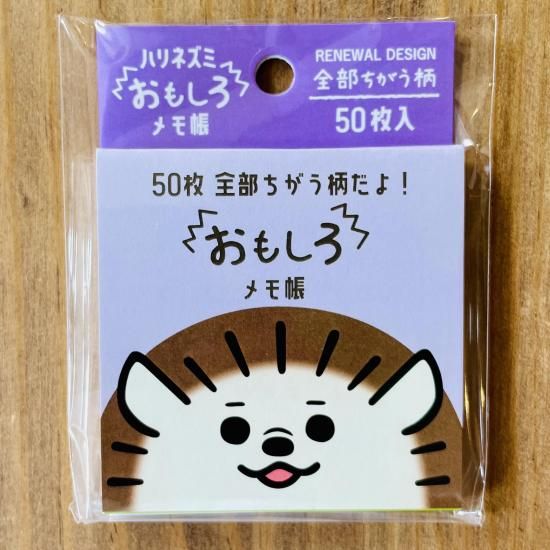 ハリネズミ
おもしろ
メモ帳
RENEWAL DESIGN
全部ちがう柄
50枚入
50枚 全部ちがう柄だよ！
おもしろ
メモ帳